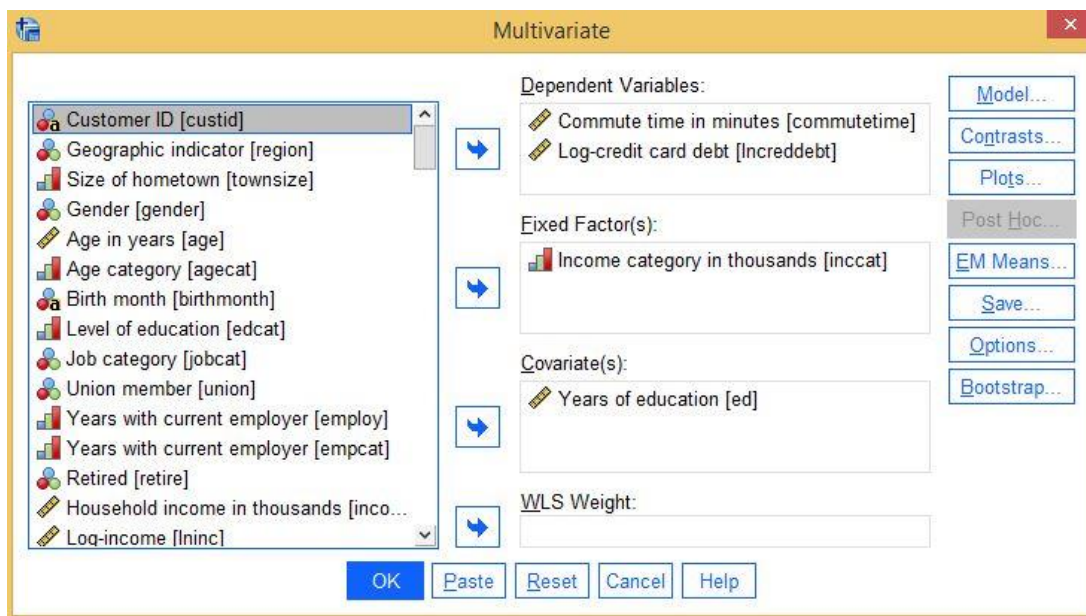 Multivariate
Customer ID [custid]
Geographic indicator [region]
Size of hometown [townsize]
Gender [gender]
Age in years [age]
Age category [agecat]
Birth month [birthmonth]
Level of education [edcat]
Job category [jobcat]
Union member [union]
Years with current employer [employ]
Years with current employer [empcat]
Retired [retire]
Household income in thousands [inco...
Log-income [lninc]
Dependent Variables:
Commute time in minutes [commutetime]
Log-credit card debt [lncreddebt]
Fixed Factor(s):
Income category in thousands [inccat]
Covariate(s):
Years of education [ed]
WLS Weight:
Model...
Contrasts...
Plots...
Post Hoc...
EM Means...
Save...
Options...
Bootstrap...
OK
Paste
Reset
Cancel
Help